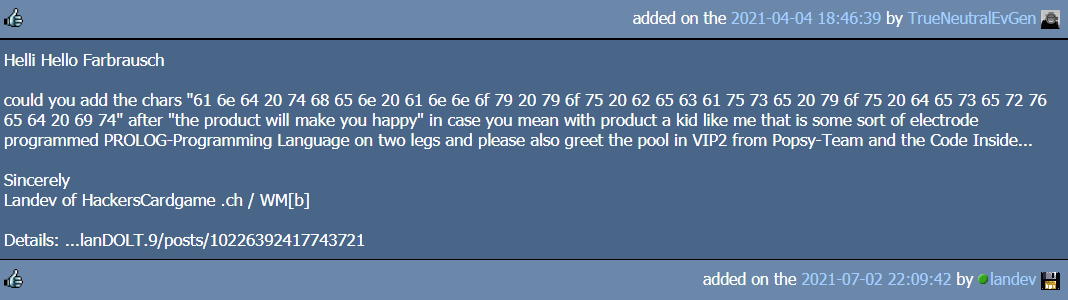 added on the 2021-04-04 18:46:39 by TrueNeutralEvGen
Helli Hello Farbrausch
could you add the chars "61 6e 64 20 74 68 65 6e 20 61 6e 6e 6f 79 20 79 6f 75 20 62 65 63 61 75 73 65 20 79 6f 75 20 64 65 73 65 72 76
65 64 20 69 74" after "the product will make you happy" in case you mean with product a kid like me that is some sort of electrode
programmed PROLOG-Programming Language on two legs and please also greet the pool in VIP2 from Popsy-Team and the Code Inside...
Sincerely
Landev of HackersCardgame .ch / WM[b]
Details: ...lanDOLT.9/posts/10226392417743721
added on the 2021-07-02 22:09:42 by landev